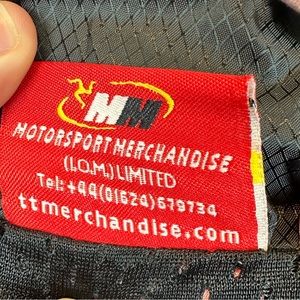 MM
MOTORSPORT MERCHANDISE
(I.O.M.) LIMITED
Tel: +44(01624)679734
ttmerchandise.com